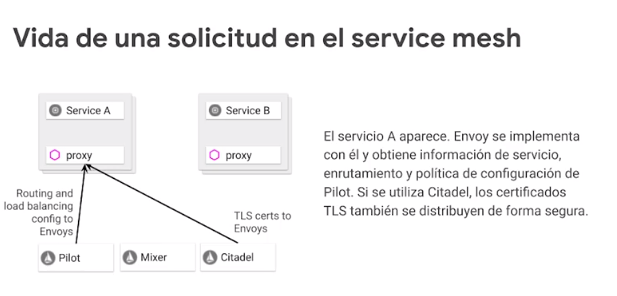 Vida de una solicitud en el service mesh
Service A
Service B
proxy
proxy
El servicio A aparece. Envoy se implementa
con él y obtiene información de servicio,
enrutamiento y política de configuración de
Pilot. Si se utiliza Citadel, los certificados
TLS también se distribuyen de forma segura.
Routing and
load balancing
config to
Envoys
TLS certs to
Envoys
Pilot
Mixer
Citadel